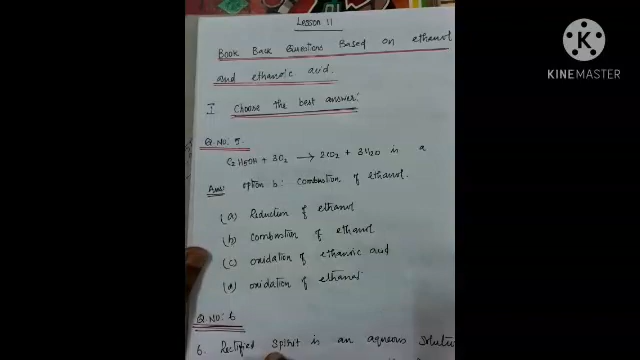 Lesson 11
Book Back Questions Based on ethanol
and ethanoic acid.
I Choose the best answer:
Q.NO: 5.
C2H5OH + 3O2 → 2CO2 + 3H2O is a
Ans: option b: Combustion of ethanol.
(a) Reduction of ethanol
(b) Combustion of ethanol
(c) oxidation of ethanoic acid
(d) oxidation of ethanal
Q.NO: 6
6. Rectified spirit is an aqueous
KINEMASTER